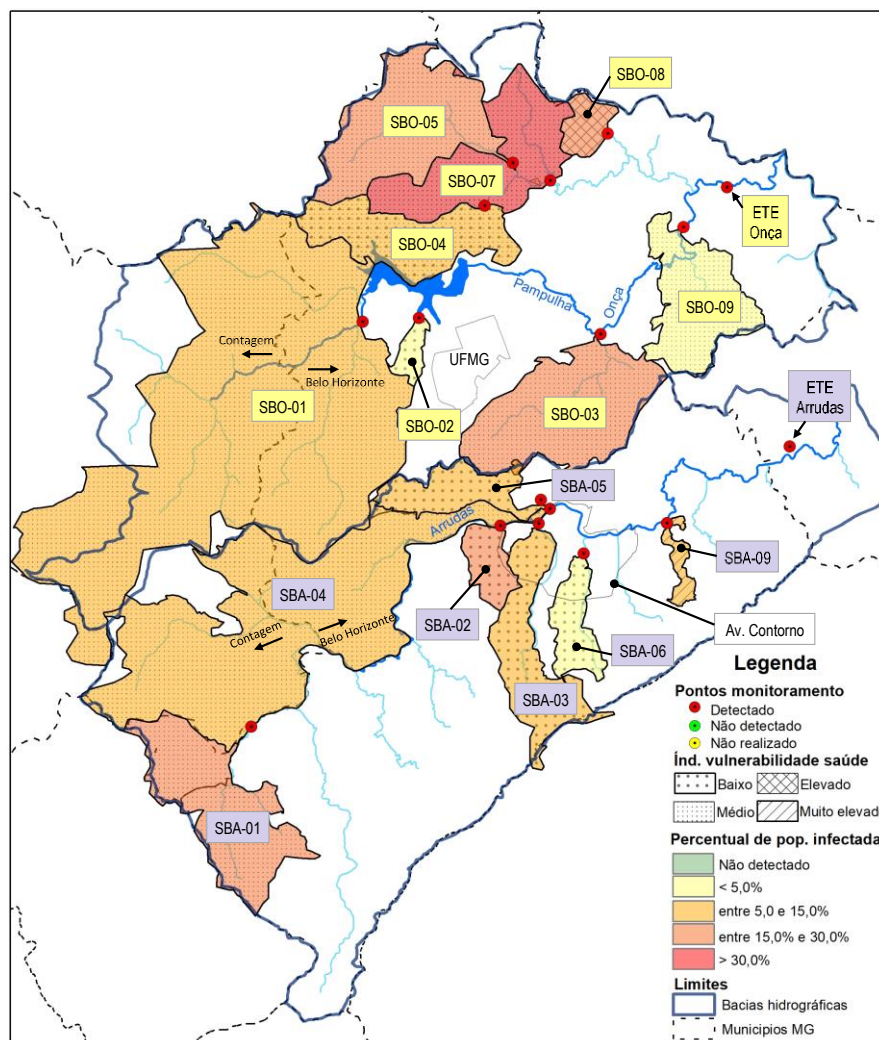 SBO-08
SBO-05
SBO-07
ETE
Onça
SBO-04
Pampulha
Onça
SBO-09
Contagem
UFMG
Belo Horizonte
SBO-01
SBO-02
SBO-03
ETE
Arrudas
SBA-05
Arrudas
SBA-09
SBA-04
Contagem
Belo Horizonte
SBA-02
Av. Contorno
SBA-06
SBA-03
SBA-01
Legenda
Pontos monitoramento
Detectado
Não detectado
Não realizado
Índ. vulnerabilidade saúde
Baixo
Elevado
Médio
Muito elevad
Percentual de pop. infectada
Não detectado
< 5,0%
entre 5,0 e 15,0%
entre 15,0% e 30,0%
> 30,0%
Limites
Bacias hidrográficas
Municipios MG